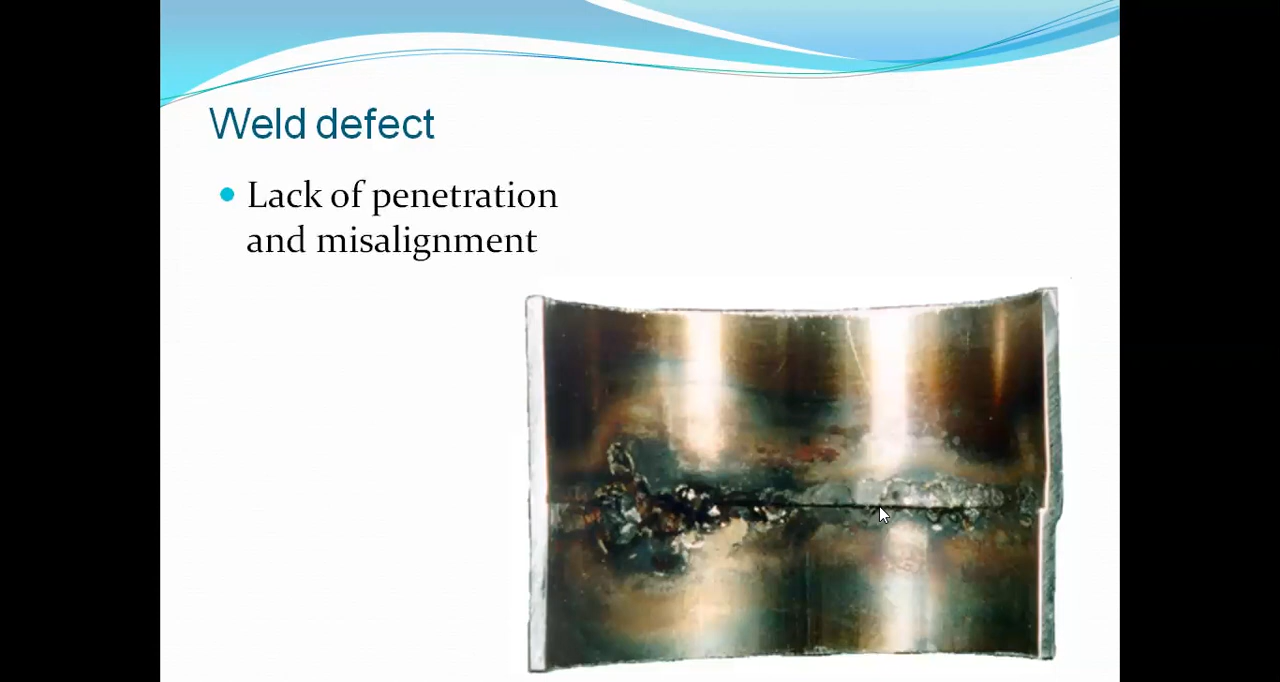 Weld defect
Lack of penetration
and misalignment